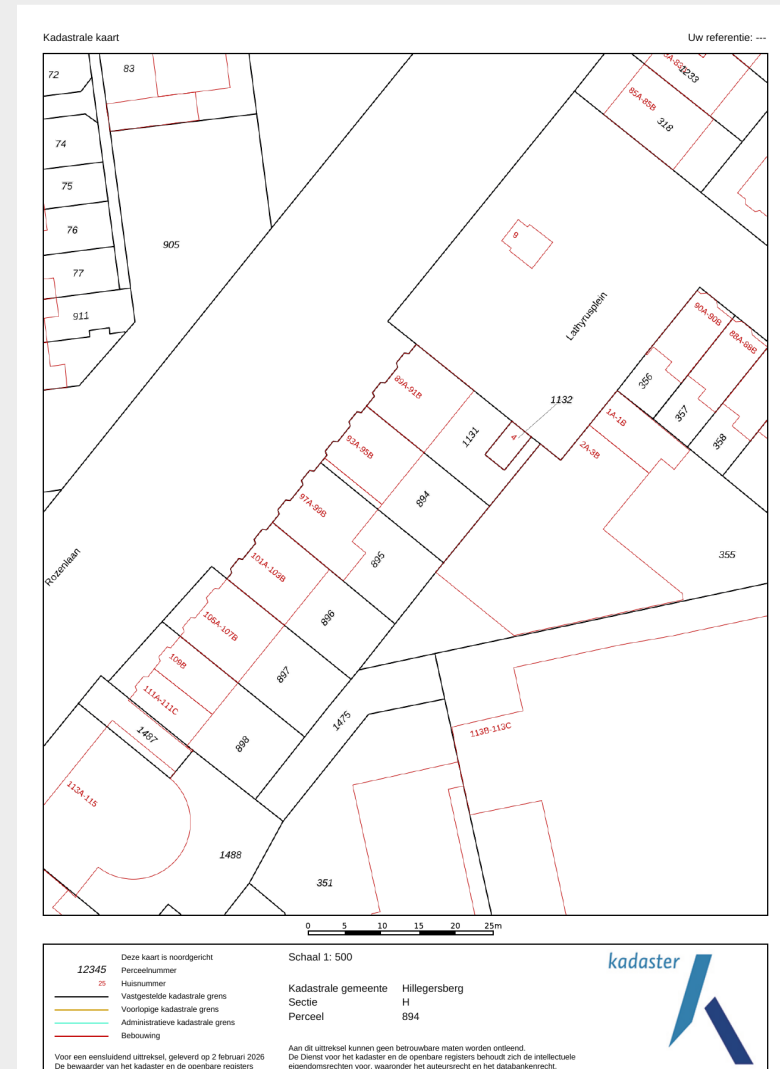 Kadastrale kaart
Uw referentie: ---
72
83
1233
85A-85B
318
74
75
76
905
9
77
911
Lathyrusplein
90A-90B
88A-88B
89A-91B
356
1132
1131
4
1A-1B
357
358
93A-95B
2A-3B
894
97A-99B
895
355
Rozenlaan
101A-103B
896
105A-107B
109B
897
111A-111C
1475
1487
898
113B-113C
113A-115
1488
351
0 5 10 15 20 25m
Deze kaart is noordgericht
12345 Perceelnummer
25 Huisnummer
Vastgestelde kadastrale grens
Voorlopige kadastrale grens
Administratieve kadastrale grens
Bebouwing
Voor een eensluidend uittreksel, geleverd op 2 februari 2026
De bewaarder van het kadaster en de openbare registers
Schaal 1: 500
Kadastrale gemeente Hillegersberg
Sectie H
Perceel 894
Aan dit uittreksel kunnen geen betrouwbare maten worden ontleend.
De Dienst voor het kadaster en de openbare registers behoudt zich de intellectuele
eigendomsrechten voor, waaronder het auteursrecht en het databankenrecht.
kadaster